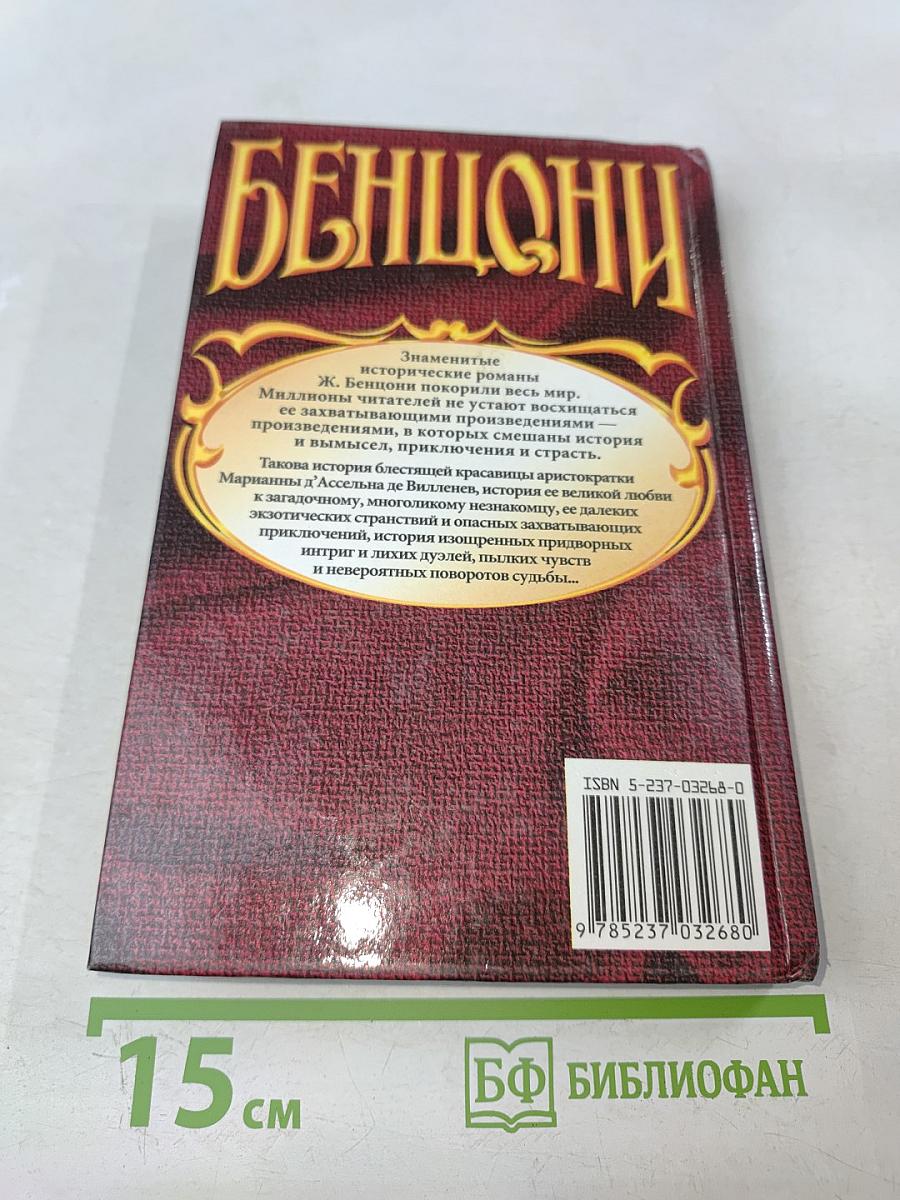 БЕНЦОНИ
Знаменитые
исторические романы
Ж. Бенцони покорили весь мир.
Миллионы читателей не устают восхищаться
ее захватывающими произведениями —
произведениями, в которых смешаны история
и вымысел, приключения и страсть.
Такова история блестящей красавицы аристократки
Марианны д'Ассельна де Вилленев, история ее великой любви
к загадочному, многоликому незнакомцу, ее далеких
экзотических странствий и опасных захватывающих
приключений, история изощренных придворных
интриг и лихих дуэлей, пылких чувств
и невероятных поворотов судьбы...
ISBN 5-237-03268-0
9 785237 032680
15 см
БФ БИБЛИОФАН